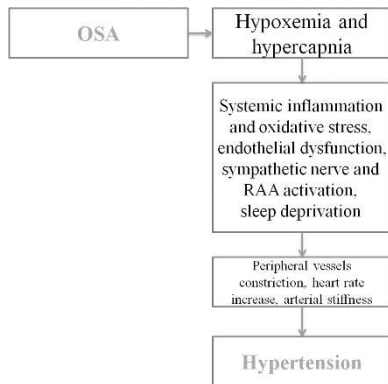 OSA
Hypoxemia and
hypercapnia
Systemic inflammation
and oxidative stress,
endothelial dysfunction,
sympathetic nerve and
RAA activation,
sleep deprivation
Peripheral vessels
constriction, heart rate
increase, arterial stiffness
Hypertension